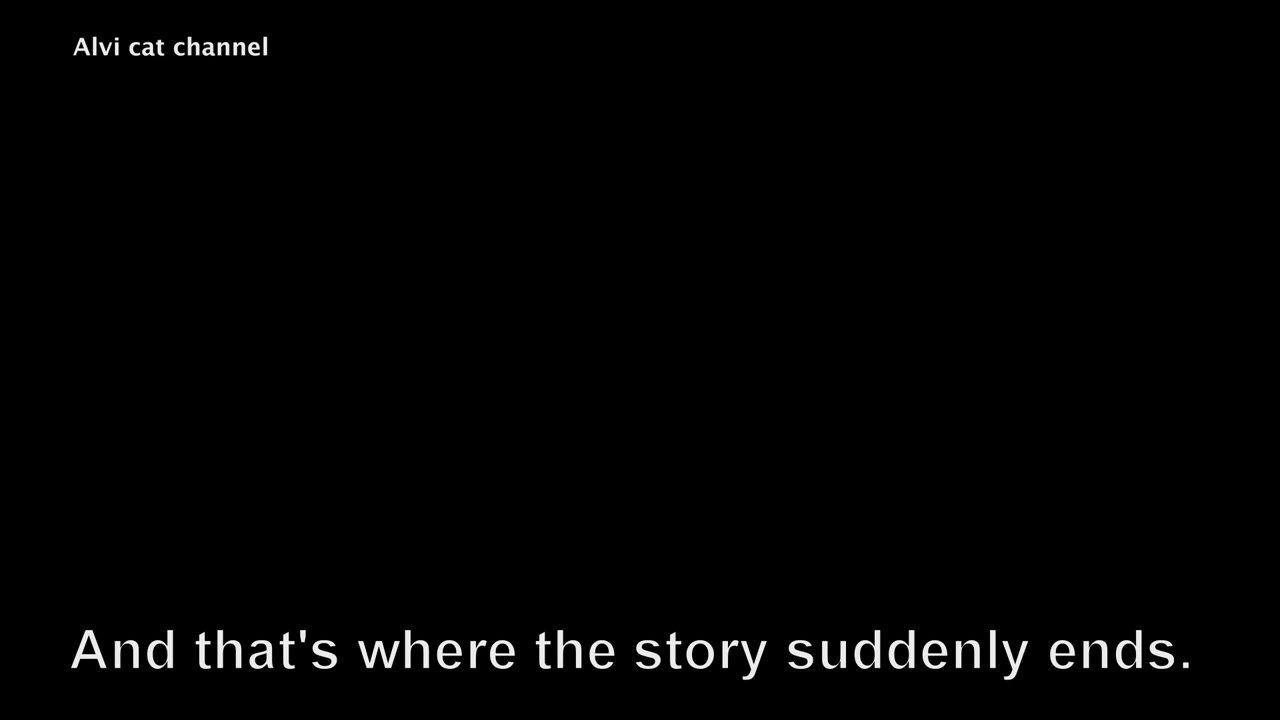 Alvi cat channel
And that's where the story suddenly ends.